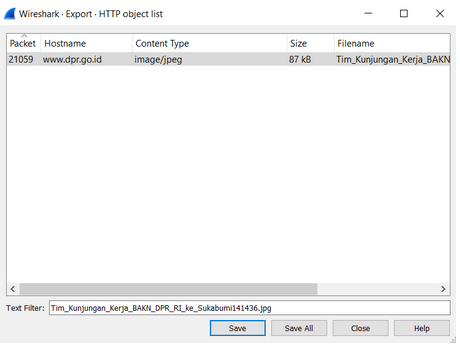 Wireshark · Export · HTTP object list
Packet Hostname Content Type Size Filename
21059 www.dpr.go.id image/jpeg 87 kB Tim_Kunjungan_Kerja_BAKN
Text Filter: Tim_Kunjungan_Kerja_BAKN_DPR_RI_ke_Sukabumi141436.jpg
Save Save All Close Help